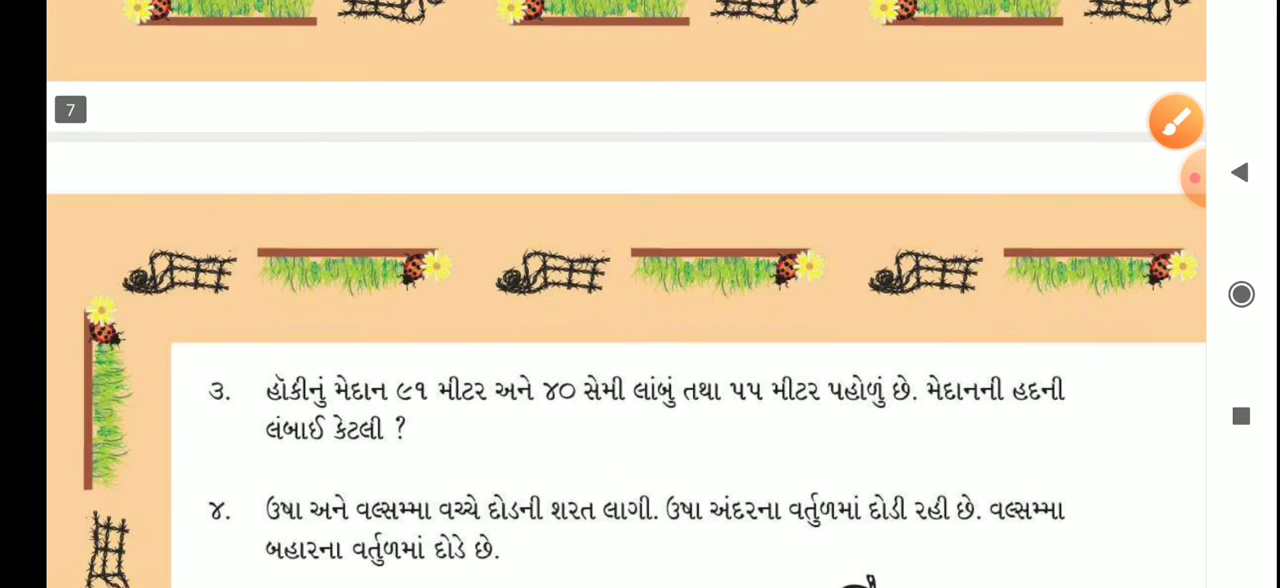 7
૩. હૉકીનું મેદાન ૯૧ મીટર અને ૪૦ સેમી લાંબું તથા ૫૫ મીટર પહોળું છે. મેદાનની હદની
લંબાઈ કેટલી ?
૪. ઉષા અને વલ્સમ્મા વચ્ચે દોડની શરત લાગી. ઉષા અંદરના વર્તુળમાં દોડી રહી છે. વલ્સમ્મા
બહારના વર્તુળમાં દોડે છે.